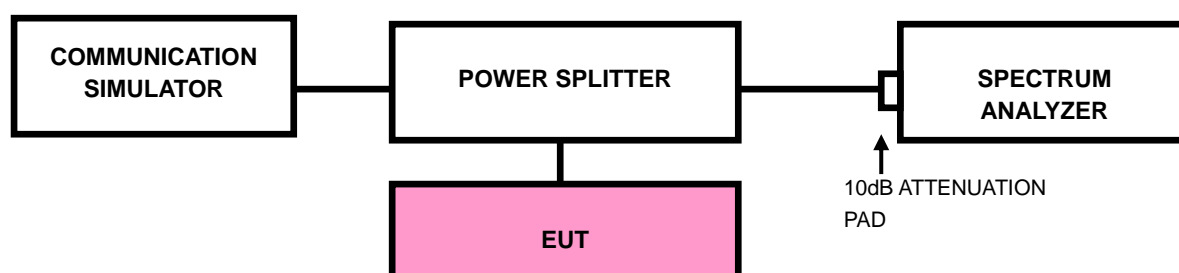 COMMUNICATION
SIMULATOR
POWER SPLITTER
SPECTRUM
ANALYZER
10dB ATTENUATION
PAD
EUT